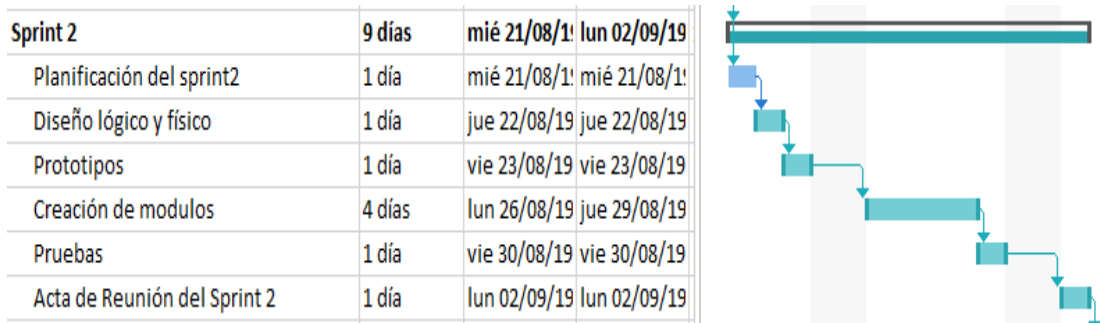 Sprint 2 9 días mié 21/08/1 lun 02/09/19
Planificación del sprint2 1 día mié 21/08/1 mié 21/08/1
Diseño lógico y físico 1 día jue 22/08/19 jue 22/08/19
Prototipos 1 día vie 23/08/19 vie 23/08/19
Creación de modulos 4 días lun 26/08/19 jue 29/08/19
Pruebas 1 día vie 30/08/19 vie 30/08/19
Acta de Reunión del Sprint 2 1 día lun 02/09/19 lun 02/09/19